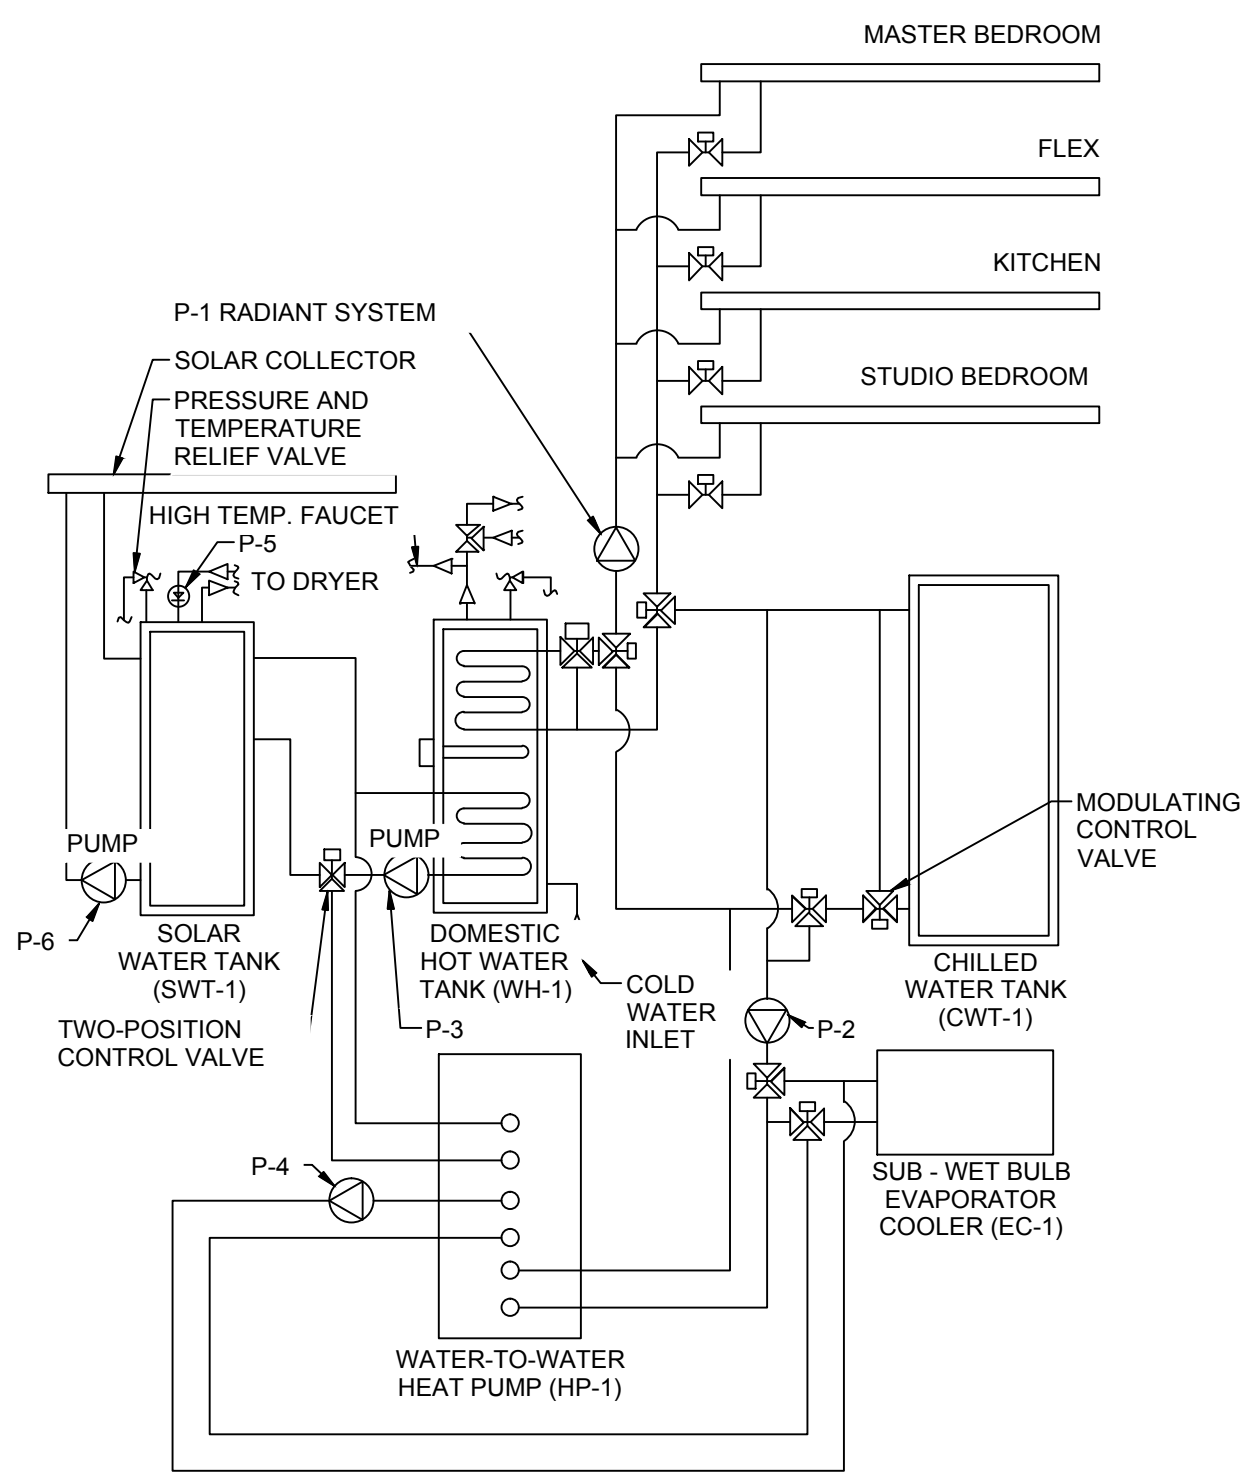 MASTER BEDROOM
FLEX
KITCHEN
P-1 RADIANT SYSTEM
SOLAR COLLECTOR
STUDIO BEDROOM
PRESSURE AND
TEMPERATURE
RELIEF VALVE
HIGH TEMP. FAUCET
P-5
TO DRYER
MODULATING
CONTROL
VALVE
PUMP
PUMP
P-6
SOLAR
WATER TANK
(SWT-1)
DOMESTIC
HOT WATER
TANK (WH-1)
COLD
WATER
INLET
CHILLED
WATER TANK
(CWT-1)
TWO-POSITION
CONTROL VALVE
P-3
P-2
P-4
SUB - WET BULB
EVAPORATOR
COOLER (EC-1)
WATER-TO-WATER
HEAT PUMP (HP-1)